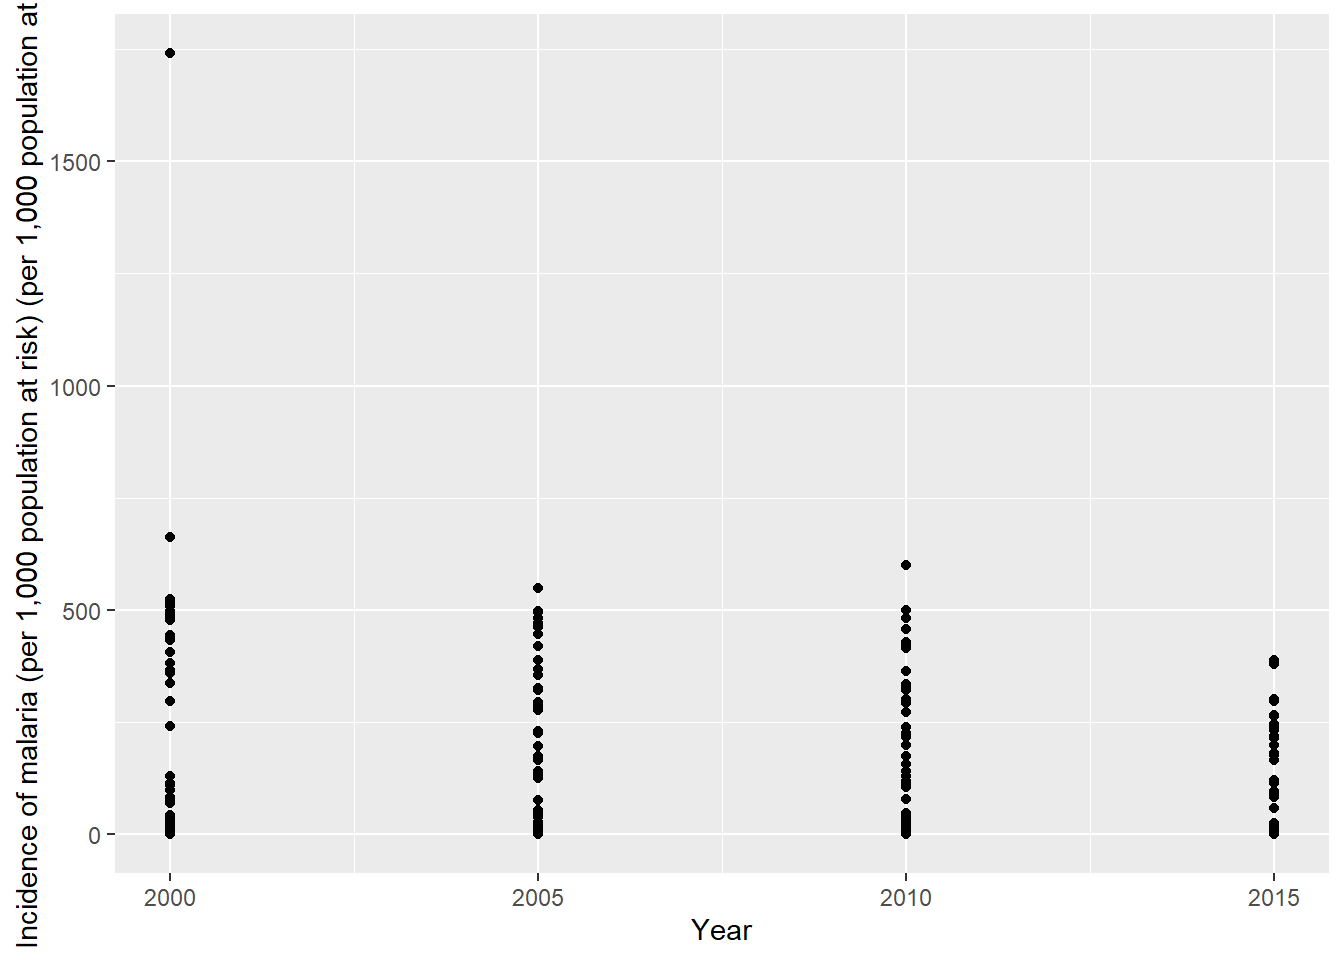 Incidence of malaria (per 1,000 population at risk) (per 1,000 population at
1500
1000
500
0
2000 2005 2010 2015
Year